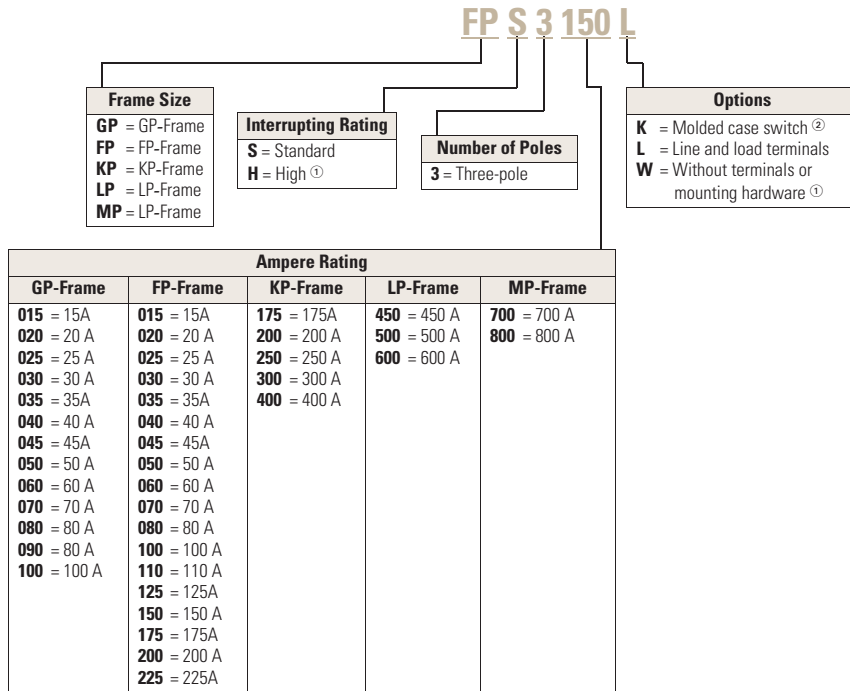 FP S 3 150 L
Frame Size
GP = GP-Frame
FP = FP-Frame
KP = KP-Frame
LP = LP-Frame
MP = LP-Frame
Interrupting Rating
S = Standard
H = High ①
Number of Poles
3 = Three-pole
Options
K = Molded case switch ②
L = Line and load terminals
W = Without terminals or
mounting hardware ①
Ampere Rating
GP-Frame
015 = 15A
020 = 20 A
025 = 25 A
030 = 30 A
035 = 35A
040 = 40 A
045 = 45A
050 = 50 A
060 = 60 A
070 = 70 A
080 = 80 A
090 = 80 A
100 = 100 A
FP-Frame
015 = 15A
020 = 20 A
025 = 25 A
030 = 30 A
035 = 35A
040 = 40 A
045 = 45A
050 = 50 A
060 = 60 A
070 = 70 A
080 = 80 A
100 = 100 A
110 = 110 A
125 = 125A
150 = 150 A
175 = 175A
200 = 200 A
225 = 225A
KP-Frame
175 = 175A
200 = 200 A
250 = 250 A
300 = 300 A
400 = 400 A
LP-Frame
450 = 450 A
500 = 500 A
600 = 600 A
MP-Frame
700 = 700 A
800 = 800 A